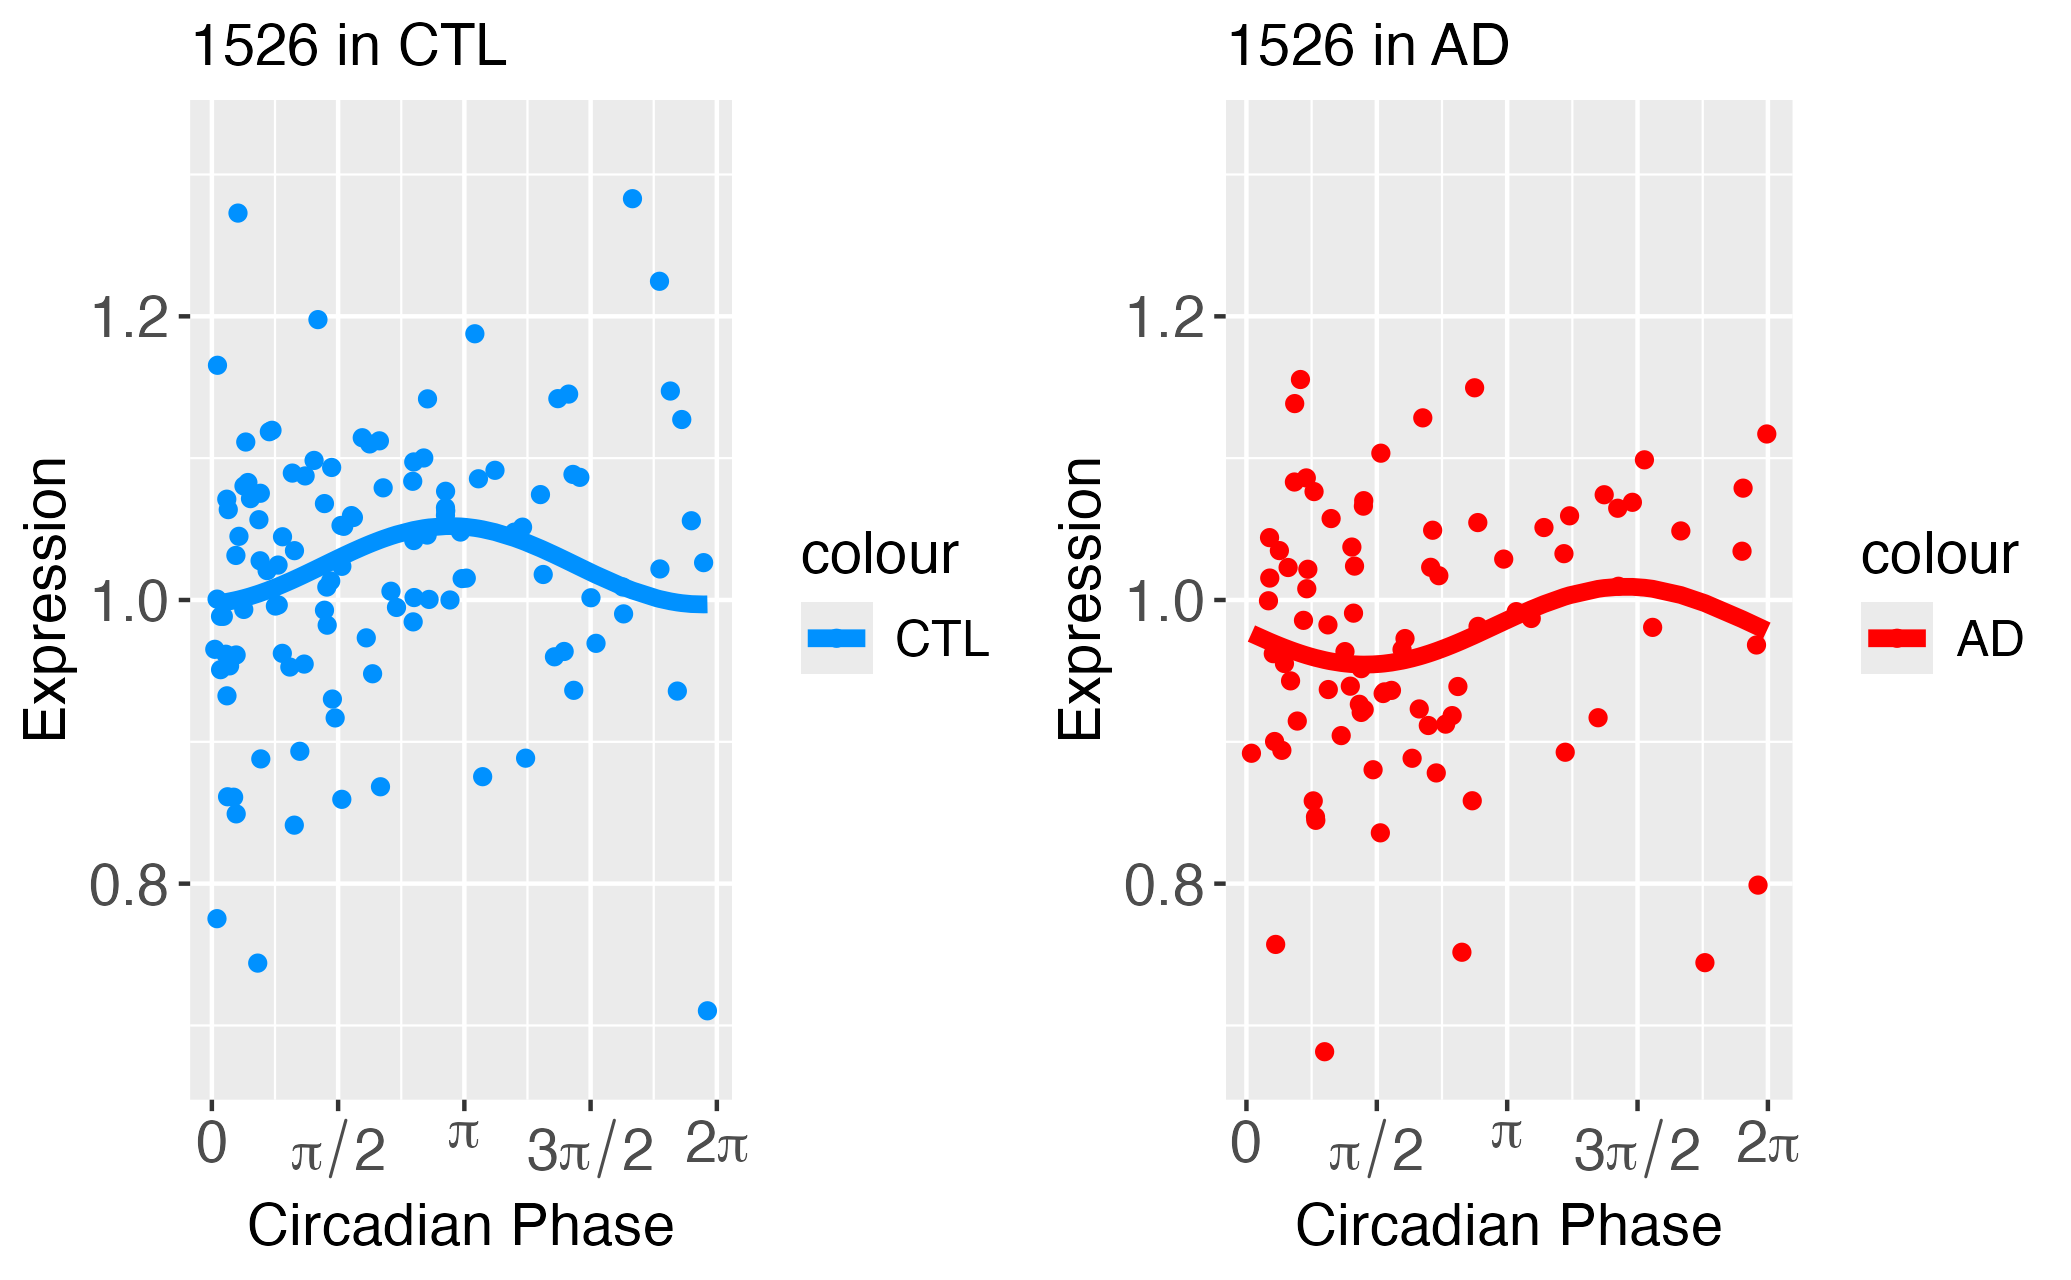 1526 in CTL
Expression
1.2
1.0
0.8
0 π/2 π 3π/2 2π
Circadian Phase
colour
CTL
1526 in AD
Expression
1.2
1.0
0.8
0 π/2 π 3π/2 2π
Circadian Phase
colour
AD